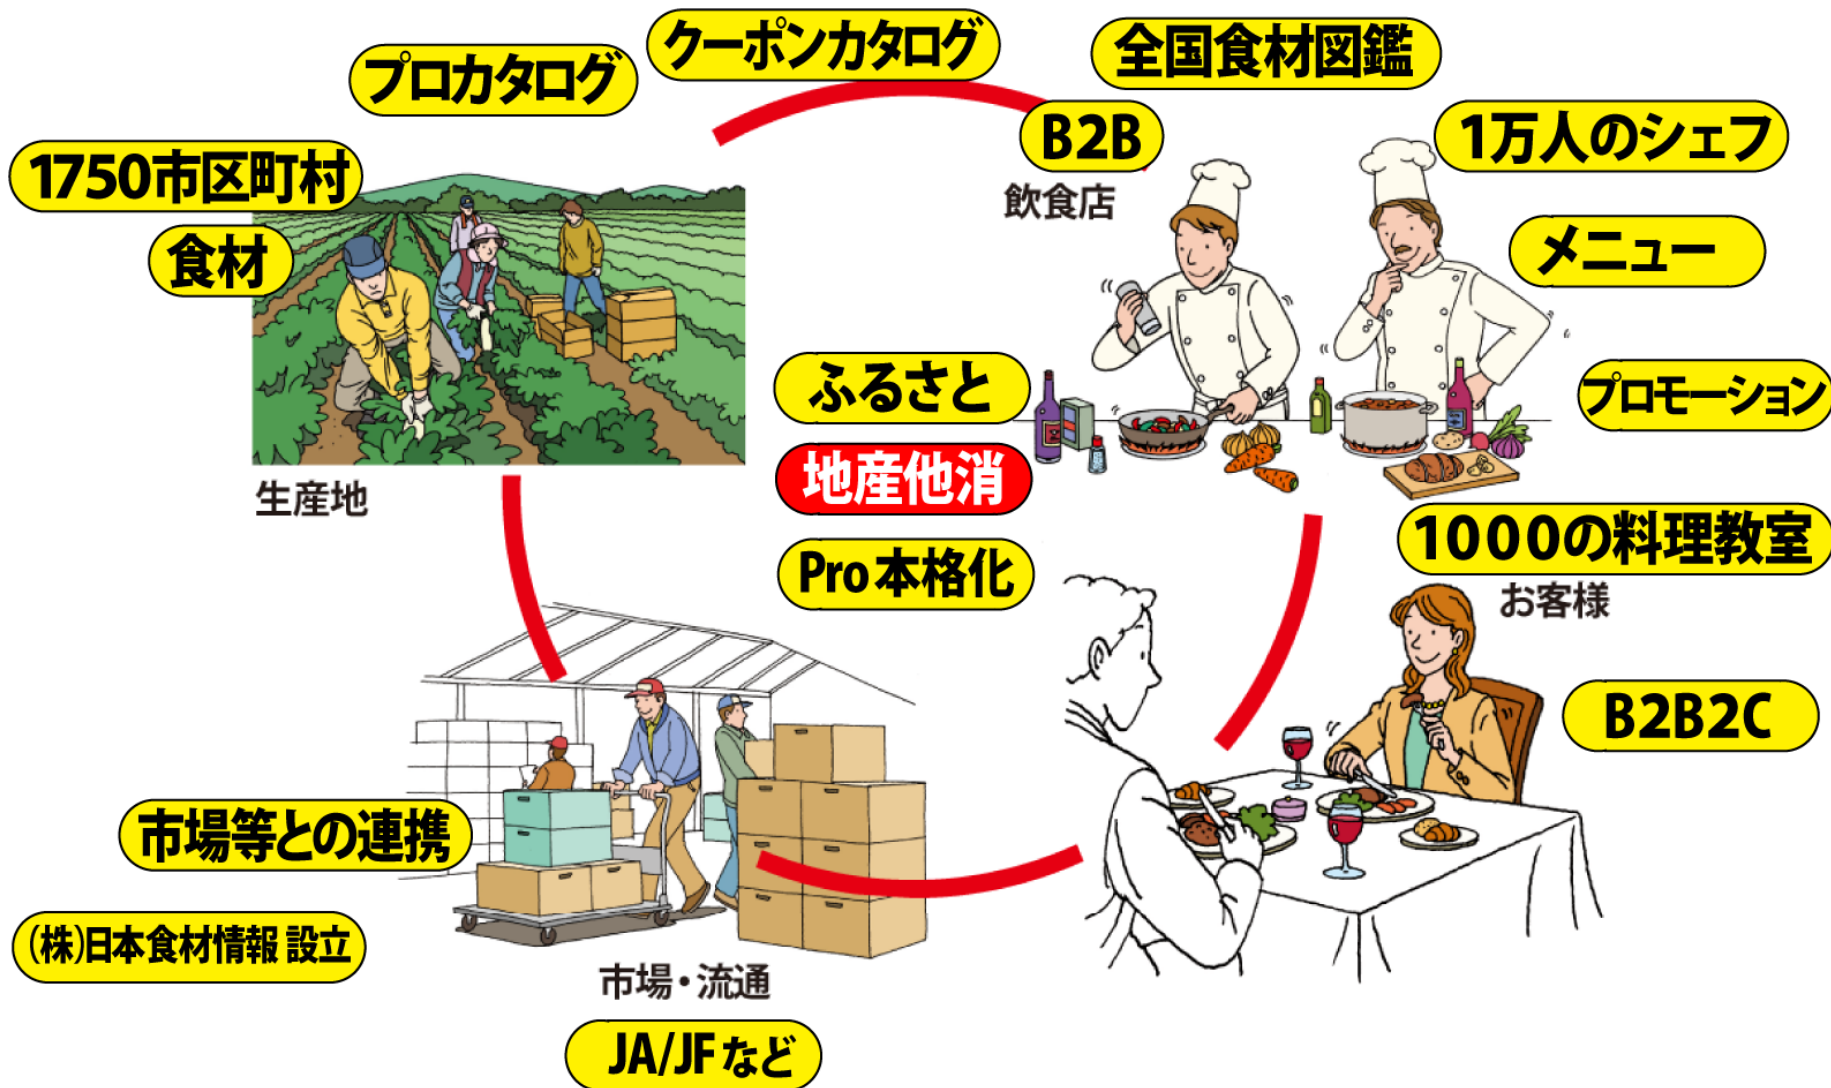 クーポンカタログ
全国食材図鑑
プロカタログ
B2B
1万人のシェフ
1750市区町村
飲食店
食材
メニュー
ふるさと
プロモーション
地産他消
生産地
1000の料理教室
Pro本格化
お客様
B2B2C
市場等との連携
(株)日本食材情報 設立
市場・流通
JA/JFなど